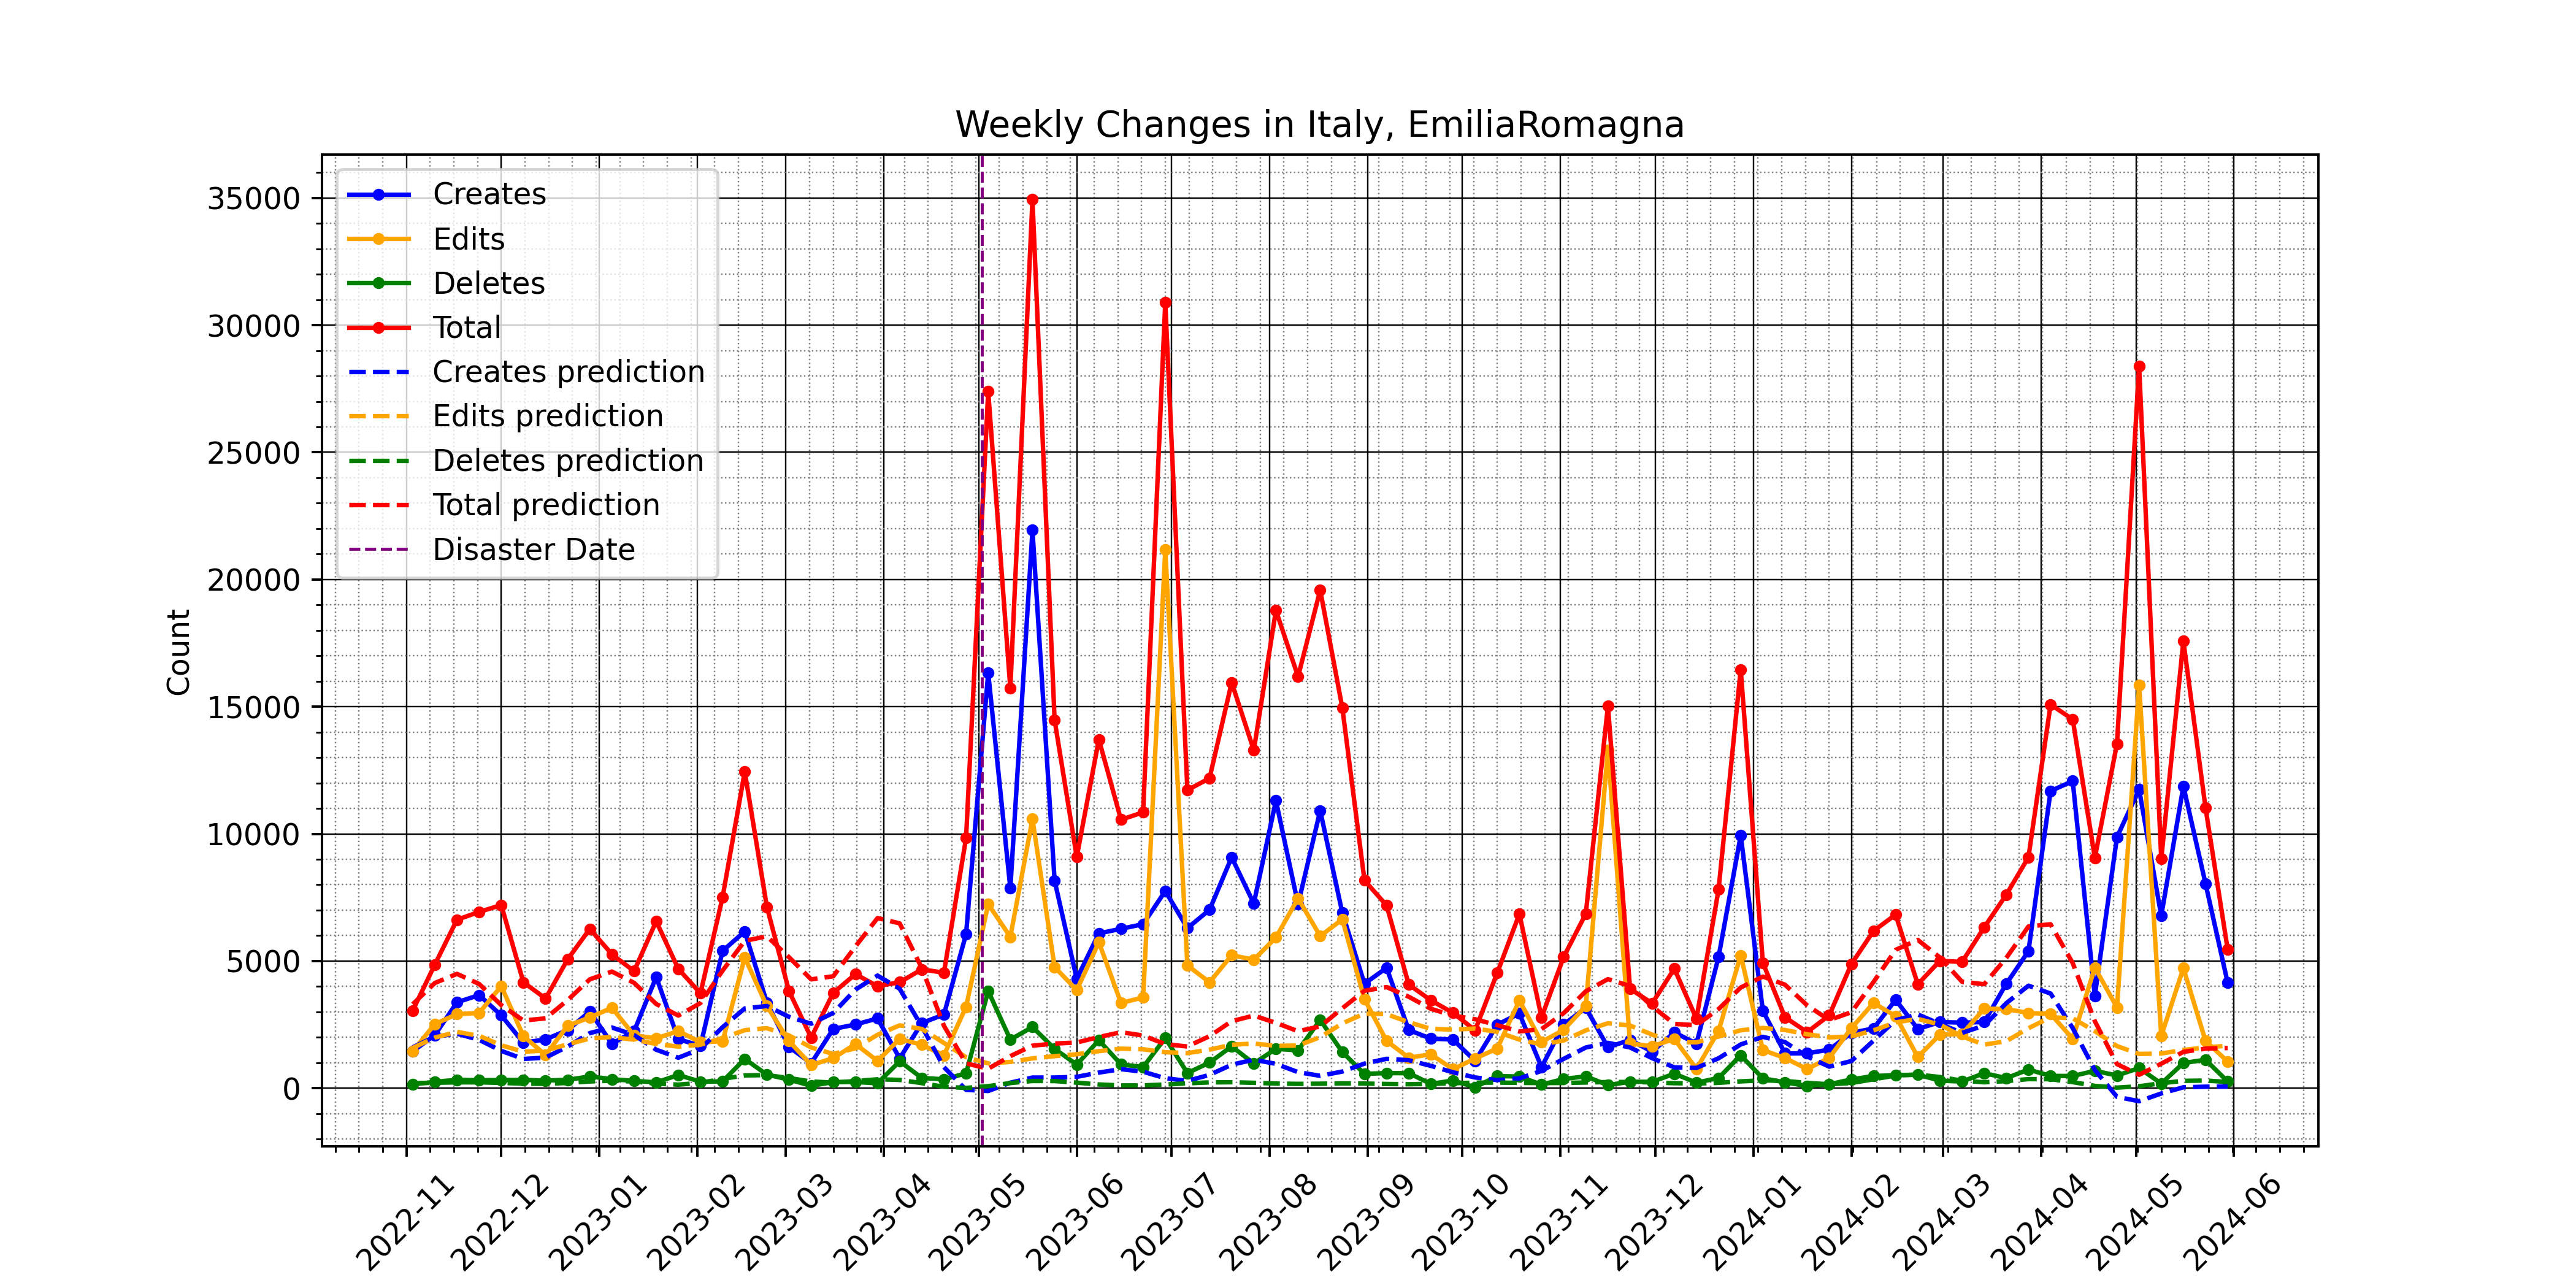 Weekly Changes in Italy, EmiliaRomagna
Creates
Edits
Deletes
Total
Creates prediction
Edits prediction
Deletes prediction
Total prediction
Disaster Date
35000
30000
25000
20000
15000
10000
5000
0
Count
2022-11
2022-12
2023-01
2023-02
2023-03
2023-04
2023-05
2023-06
2023-07
2023-08
2023-09
2023-10
2023-11
2023-12
2024-01
2024-02
2024-03
2024-04
2024-05
2024-06